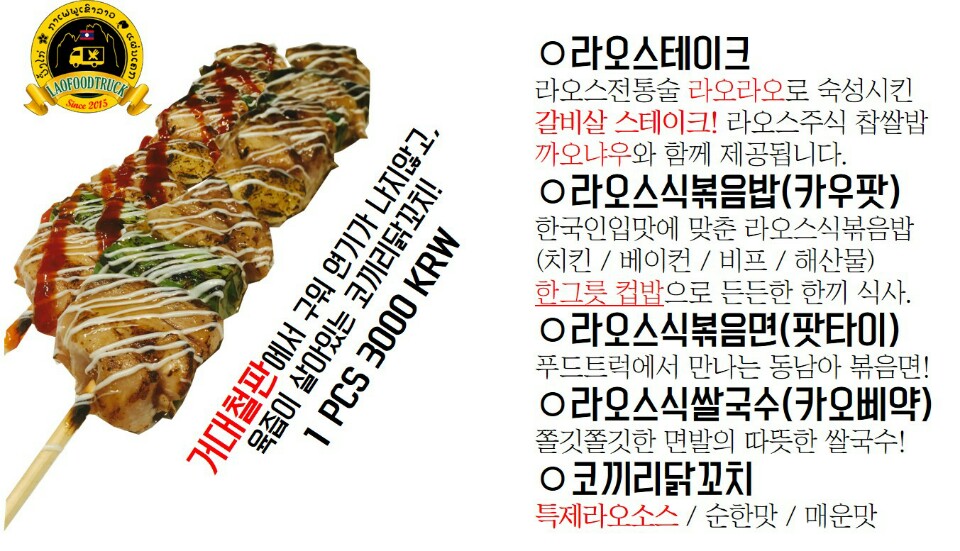 LAOFOODTRUCK
Since 2015
거대철판에서 구워 연기가 나지않고,
육즙이 살아있는 코끼리닭꼬치!
1 PCS 3000 KRW
○라오스테이크
라오스전통술 라오라오로 숙성시킨
갈비살 스테이크! 라오스주식 찹쌀밥
까오냐우와 함께 제공됩니다.
○라오스식볶음밥(카우팟)
한국인입맛에 맞춘 라오스식볶음밥
(치킨 / 베이컨 / 비프 / 해산물)
한그릇 컵밥으로 든든한 한끼 식사.
○라오스식볶음면(팟타이)
푸드트럭에서 만나는 동남아 볶음면!
○라오스식쌀국수(카오삐약)
쫄깃쫄깃한 면발의 따뜻한 쌀국수!
○코끼리닭꼬치
특제라오소스 / 순한맛 / 매운맛